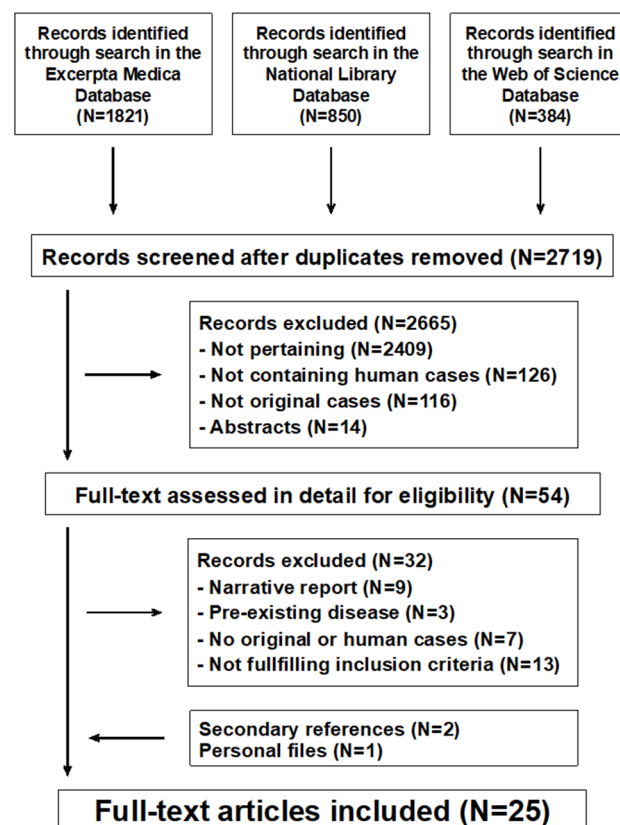 Records identified
through search in the
Excerpta Medica
Database
(N=1821)
Records identified
through search in the
National Library
Database
(N=850)
Records identified
through search in
the Web of Science
Database
(N=384)
Records screened after duplicates removed (N=2719)
Records excluded (N=2665)
- Not pertaining (N=2409)
- Not containing human cases (N=126)
- Not original cases (N=116)
- Abstracts (N=14)
Full-text assessed in detail for eligibility (N=54)
Records excluded (N=32)
- Narrative report (N=9)
- Pre-existing disease (N=3)
- No original or human cases (N=7)
- Not fullfilling inclusion criteria (N=13)
Secondary references (N=2)
Personal files (N=1)
Full-text articles included (N=25)